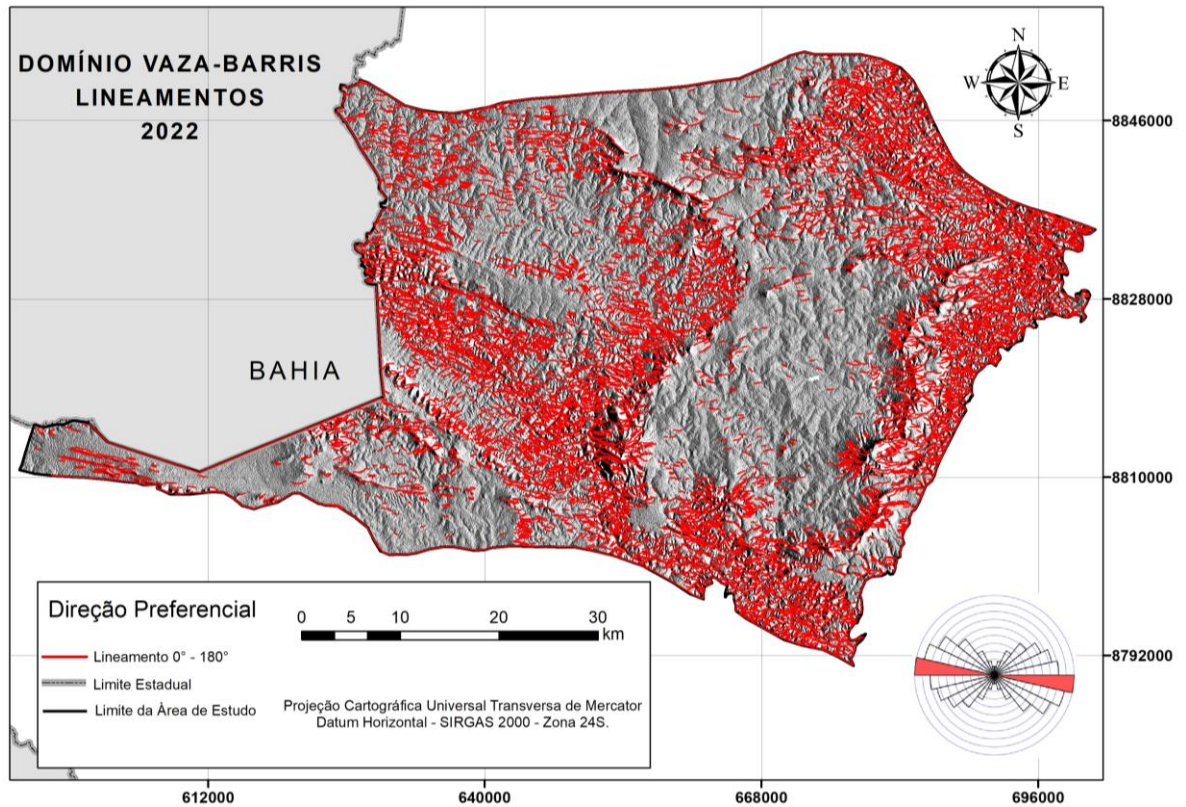 DOMÍNIO VAZA-BARRIS
LINEAMENTOS
2022
N
W E
S
8846000
8828000
BAHIA
8810000
Direção Preferencial
0 5 10 20 30
km
Lineamento 0° - 180°
Limite Estadual
Limite da Àrea de Estudo
Projeção Cartográfica Universal Transversa de Mercator
Datum Horizontal - SIRGAS 2000 - Zona 24S.
8792000
612000 640000 668000 696000